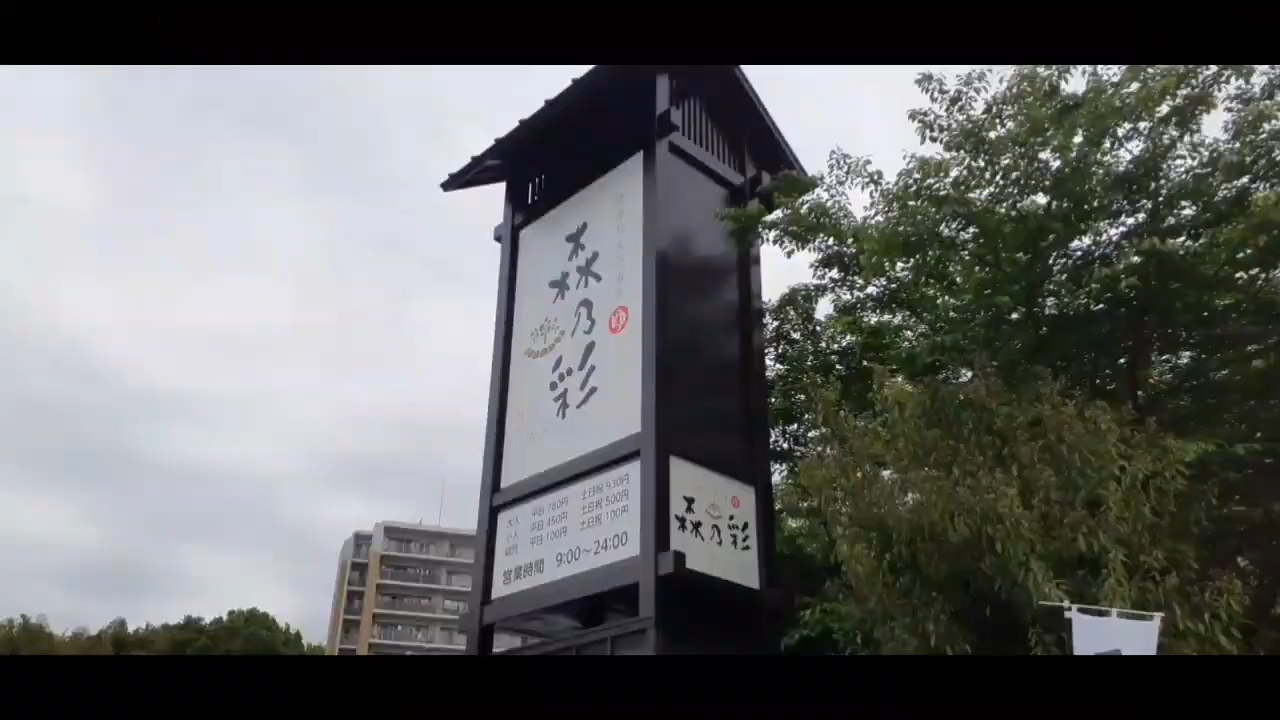 森乃彩
ゆ
大人 平日 780円 土日祝 930円
小人 平日 450円 土日祝 500円
幼児 平日 100円 土日祝 100円
営業時間 9:00～24:00
森乃彩